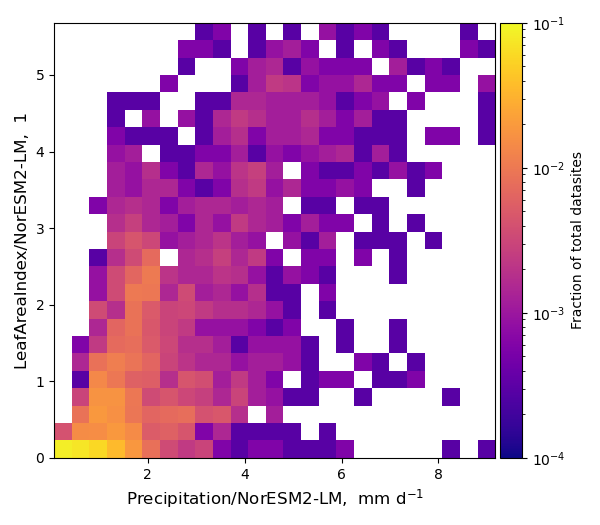 LeafAreaIndex/NorESM2-LM, 1
5
4
3
2
1
0
2 4 6 8
Precipitation/NorESM2-LM, mm d⁻¹
10⁻¹
10⁻²
10⁻³
10⁻⁴
Fraction of total datasites